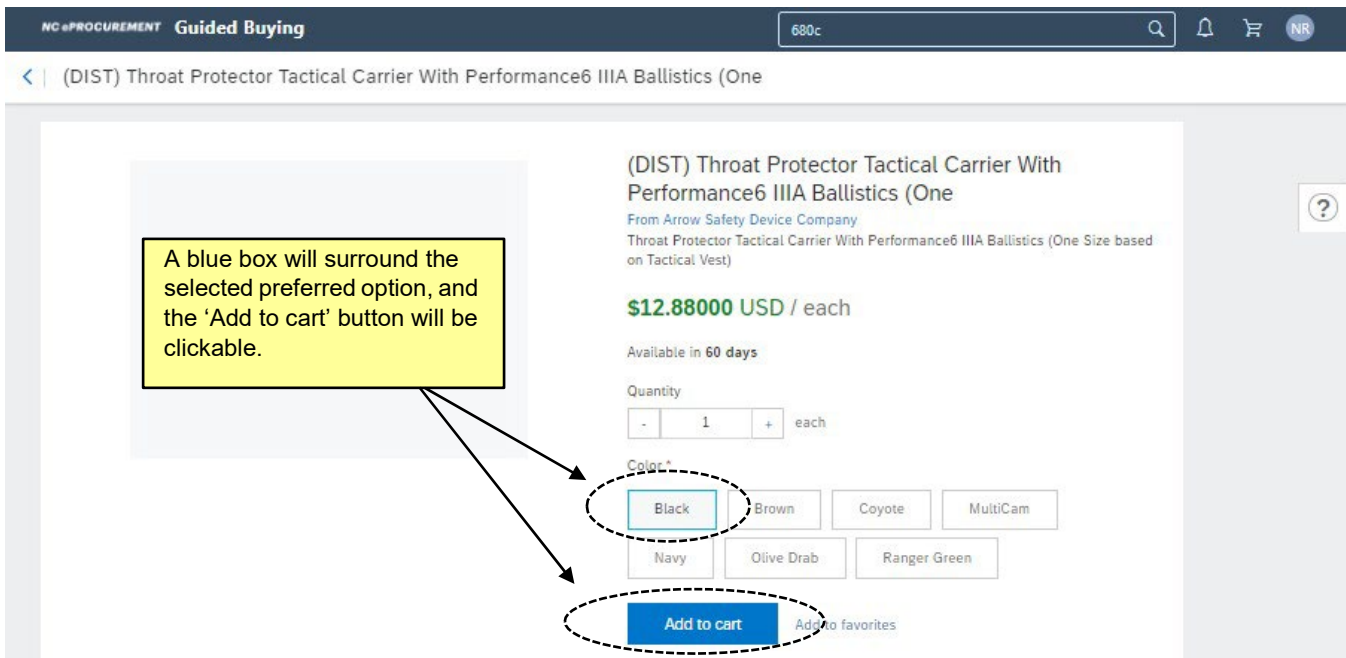 NC ePROCUREMENT Guided Buying 680c NR
< | (DIST) Throat Protector Tactical Carrier With Performance6 IIIA Ballistics (One
(DIST) Throat Protector Tactical Carrier With
Performance6 IIIA Ballistics (One
From Arrow Safety Device Company
Throat Protector Tactical Carrier With Performance6 IIIA Ballistics (One Size based
on Tactical Vest)
?
A blue box will surround the
selected preferred option, and
the ‘Add to cart’ button will be
clickable.
$12.88000 USD / each
Available in 60 days
Quantity
- 1 + each
Color *
Black Brown Coyote MultiCam
Navy Olive Drab Ranger Green
Add to cart Add to favorites